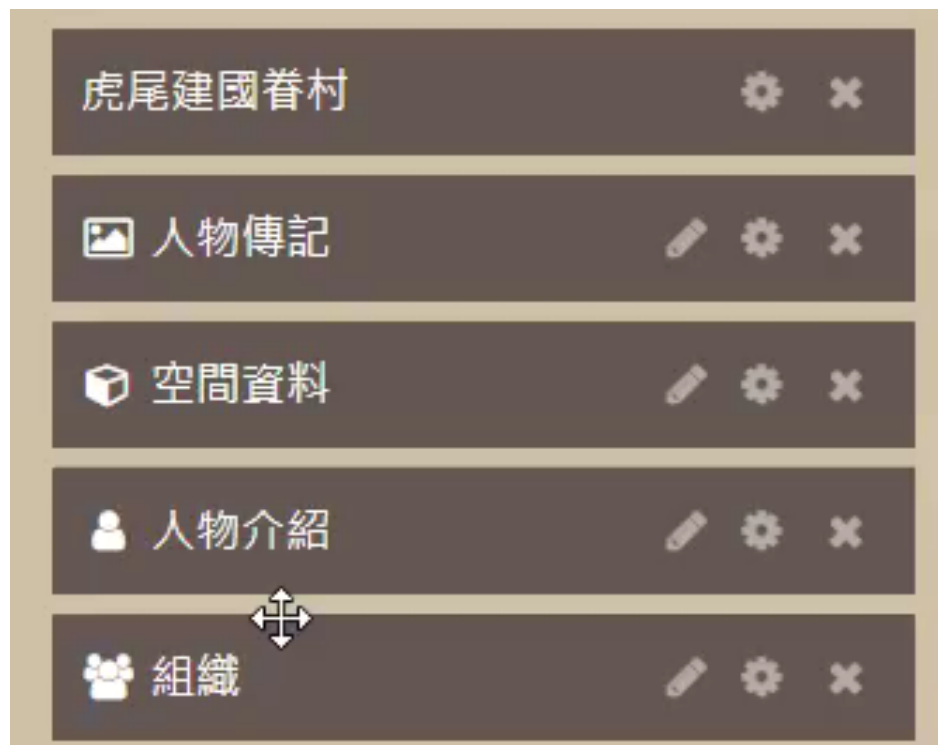 虎尾建國眷村
人物傳記
空間資料
人物介紹
組織